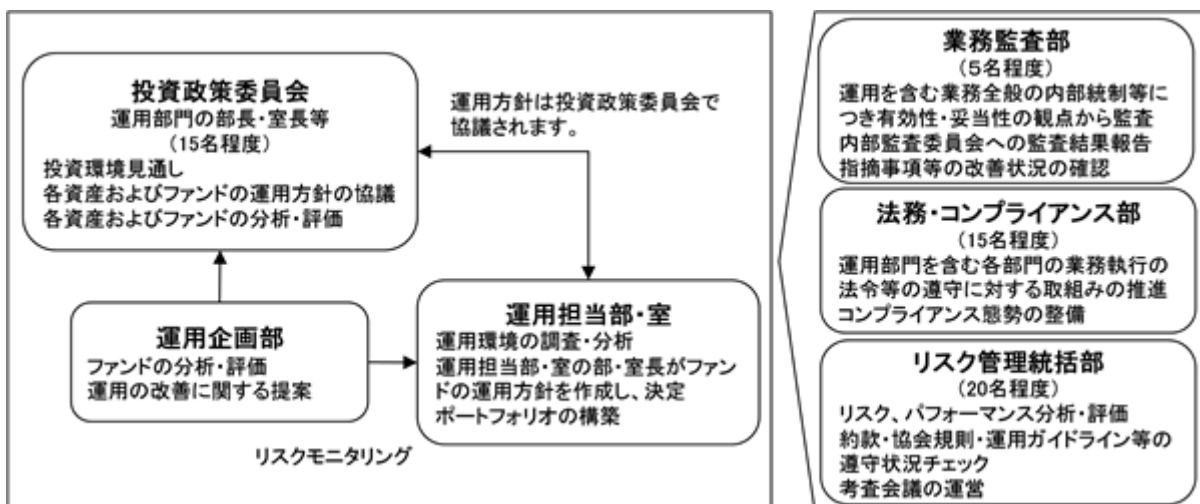 投資政策委員会
運用部門の部長・室長等
(15名程度)
投資環境見通し
各資産およびファンドの運用方針の協議
各資産およびファンドの分析・評価
運用方針は投資政策委員会で
協議されます。
運用企画部
ファンドの分析・評価
運用の改善に関する提案
運用担当部・室
運用環境の調査・分析
運用担当部・室の部・室長がファン
ドの運用方針を作成し、決定
ポートフォリオの構築
リスクモニタリング
業務監査部
(5名程度)
運用を含む業務全般の内部統制等に
つき有効性・妥当性の観点から監査
内部監査委員会への監査結果報告
指摘事項等の改善状況の確認
法務・コンプライアンス部
(15名程度)
運用部門を含む各部門の業務執行の
法令等の遵守に対する取組みの推進
コンプライアンス態勢の整備
リスク管理統括部
(20名程度)
リスク、パフォーマンス分析・評価
約款・協会規則・運用ガイドライン等の
遵守状況チェック
考査会議の運営